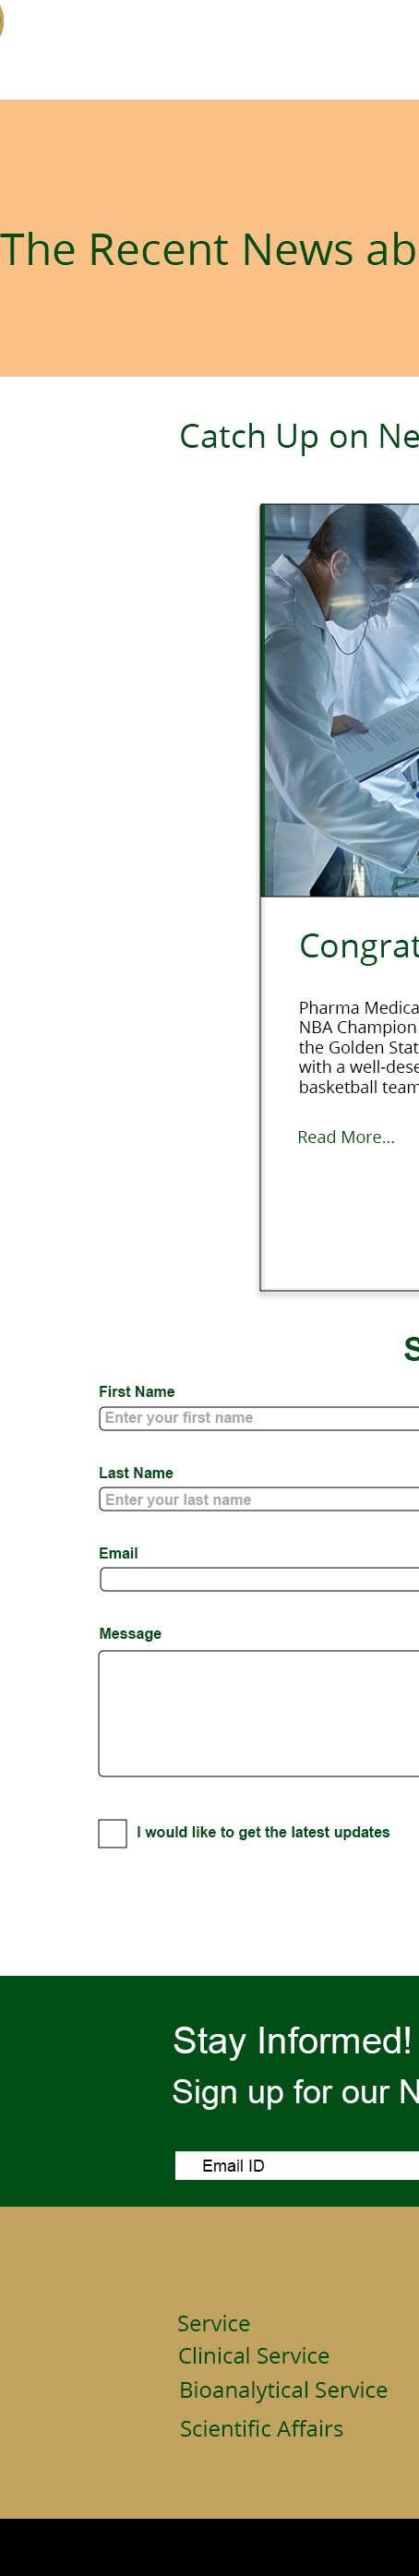 The Recent News ab
Catch Up on Ne
Congrat
Pharma Medica
NBA Champion
the Golden Stat
with a well-dese
basketball team
Read More...
S
First Name
Enter your first name
Last Name
Enter your last name
Email
Message
I would like to get the latest updates
Stay Informed!
Sign up for our N
Email ID
Service
Clinical Service
Bioanalytical Service
Scientific Affairs